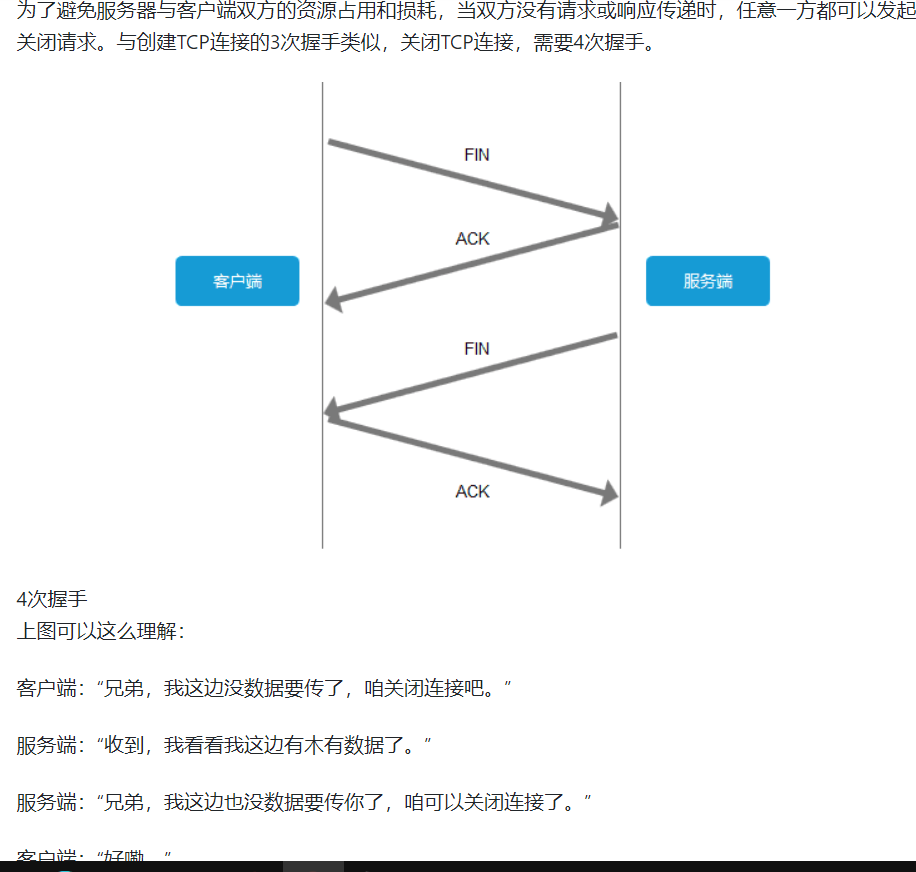 为了避免服务器与客户端双方的资源占用和损耗，当双方没有请求或响应传递时，任意一方都可以发起
关闭请求。与创建TCP连接的3次握手类似，关闭TCP连接，需要4次握手。
FIN
ACK
客户端
服务端
FIN
ACK
4次握手
上图可以这么理解：
客户端：“兄弟，我这边没数据要传了，咱关闭连接吧。”
服务端：“收到，我看看我这边有木有数据了。”
服务端：“兄弟，我这边也没数据要传你了，咱可以关闭连接了。”
客户端：“好嘞。”